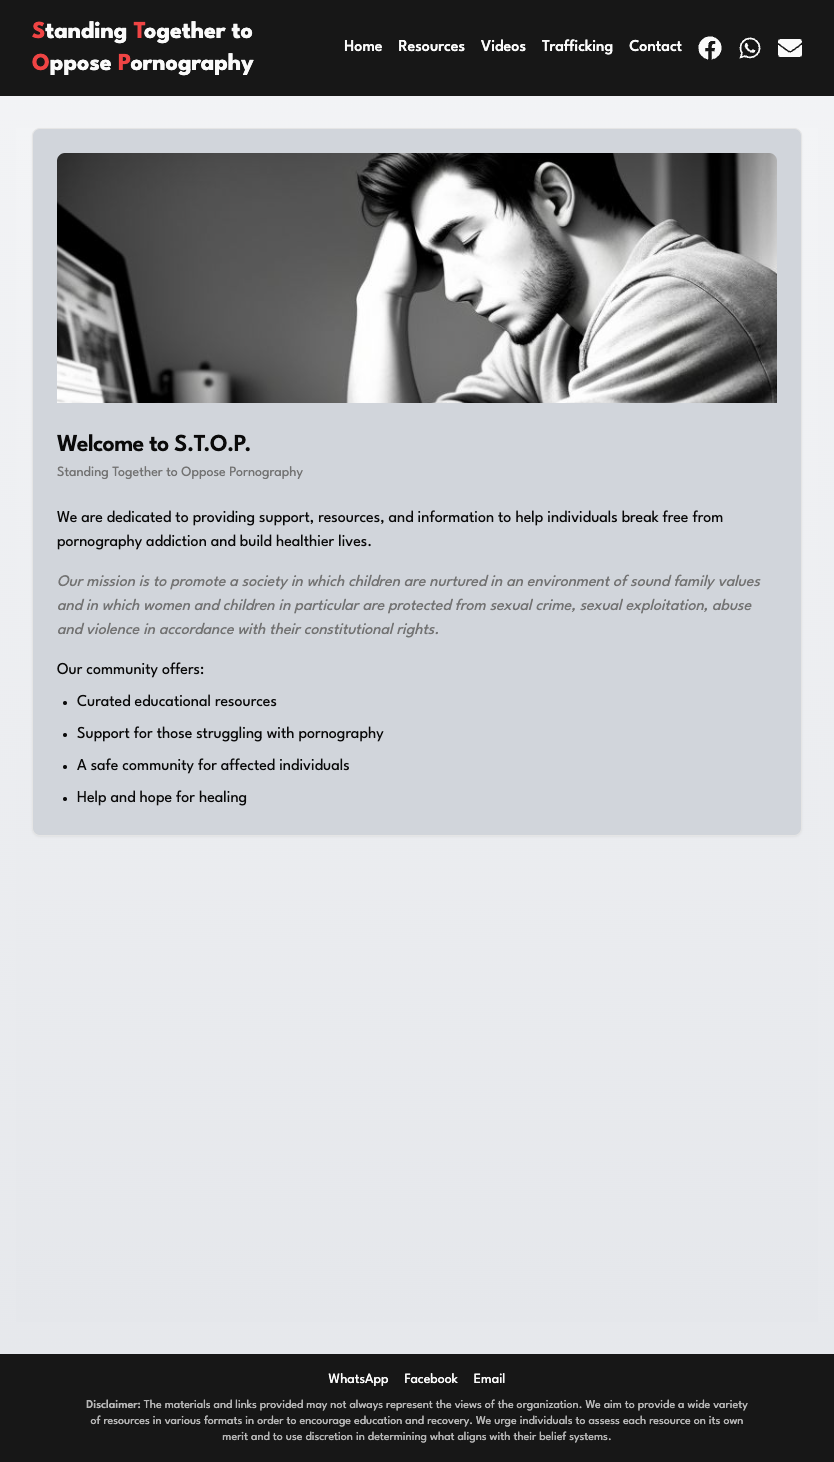 Standing Together to
Oppose Pornography
Home Resources Videos Trafficking Contact
Welcome to S.T.O.P.
Standing Together to Oppose Pornography
We are dedicated to providing support, resources, and information to help individuals break free from
pornography addiction and build healthier lives.
Our mission is to promote a society in which children are nurtured in an environment of sound family values
and in which women and children in particular are protected from sexual crime, sexual exploitation, abuse
and violence in accordance with their constitutional rights.
Our community offers:
• Curated educational resources
• Support for those struggling with pornography
• A safe community for affected individuals
• Help and hope for healing
WhatsApp Facebook Email
Disclaimer: The materials and links provided may not always represent the views of the organization. We aim to provide a wide variety
of resources in various formats in order to encourage education and recovery. We urge individuals to assess each resource on its own
merit and to use discretion in determining what aligns with their belief systems.